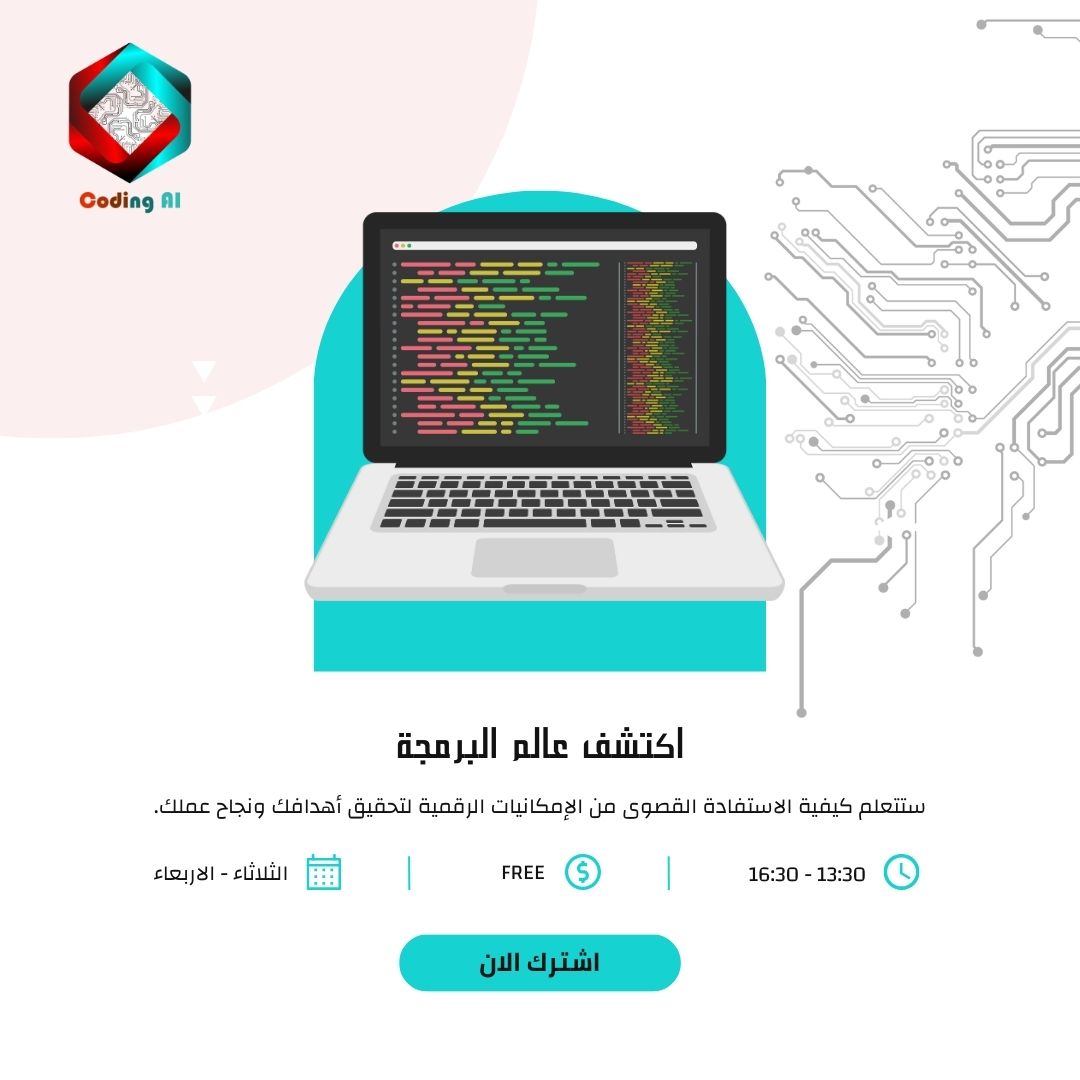 Coding AI
اكتشف عالم البرمجة
ستتعلم كيفية الاستفادة القصوى من الإمكانيات الرقمية لتحقيق أهدافك ونجاح عملك.
16:30 - 13:30
FREE
الثلاثاء - الاربعاء
اشترك الان